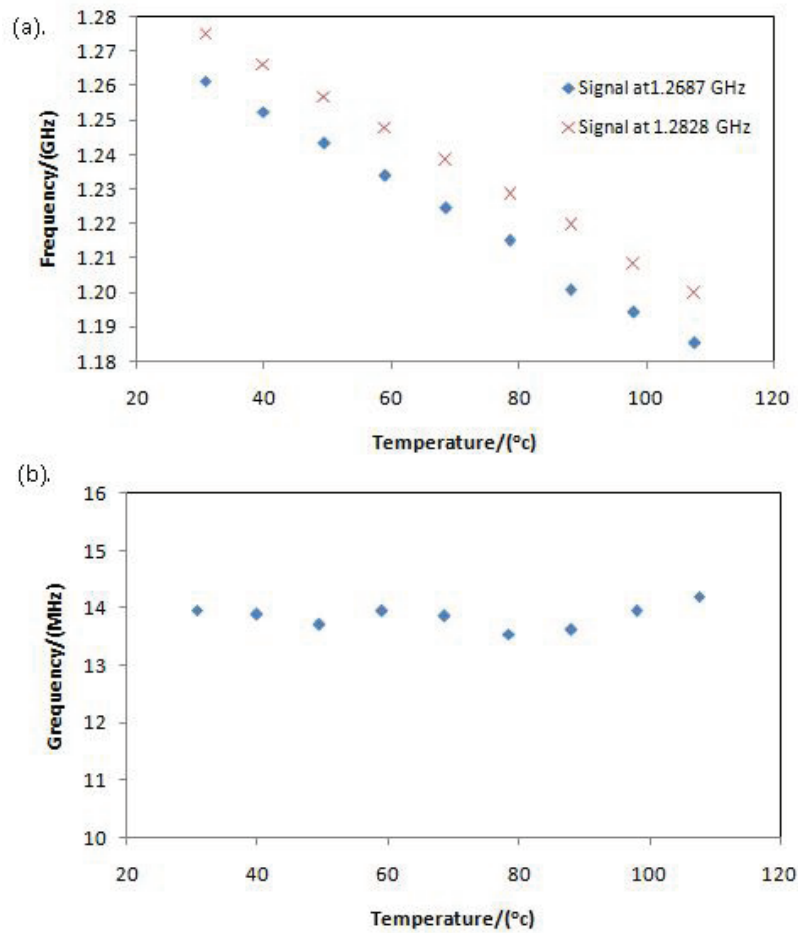 (a).
1.28
1.27
1.26
1.25
1.24
1.23
1.22
1.21
1.20
1.19
1.18
Frequency/(GHz)
Signal at1.2687 GHz
Signal at 1.2828 GHz
20 40 60 80 100 120
Temperature/(°c)
(b).
16
15
14
13
12
11
10
Grequency/(MHz)
20 40 60 80 100 120
Temperature/(°c)